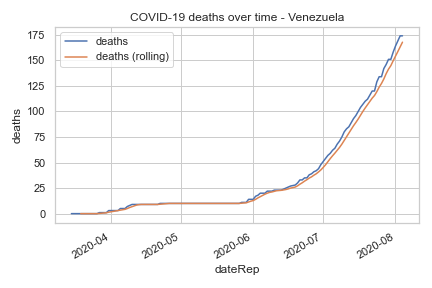 COVID-19 deaths over time - Venezuela
deaths
deaths (rolling)
175
150
125
100
75
50
25
0
deaths
2020-04
2020-05
2020-06
2020-07
2020-08
dateRep